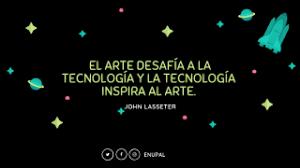 EL ARTE DESAFÍA A LA
TECNOLOGÍA Y LA TECNOLOGÍA
INSPIRA AL ARTE.
JOHN LASSETER
ENUPAL